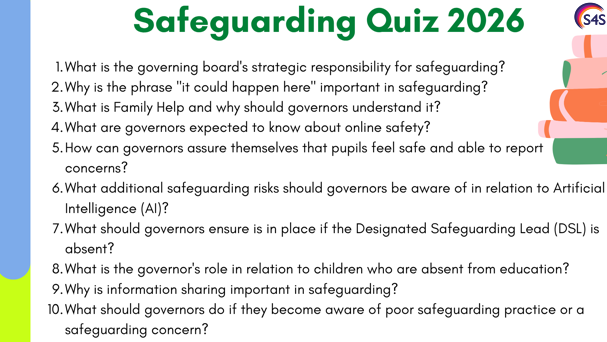 Safeguarding Quiz 2026
S4S
1. What is the governing board's strategic responsibility for safeguarding?
2. Why is the phrase "it could happen here" important in safeguarding?
3. What is Family Help and why should governors understand it?
4. What are governors expected to know about online safety?
5. How can governors assure themselves that pupils feel safe and able to report
concerns?
6. What additional safeguarding risks should governors be aware of in relation to Artificial
Intelligence (AI)?
7. What should governors ensure is in place if the Designated Safeguarding Lead (DSL) is
absent?
8. What is the governor's role in relation to children who are absent from education?
9. Why is information sharing important in safeguarding?
10. What should governors do if they become aware of poor safeguarding practice or a
safeguarding concern?